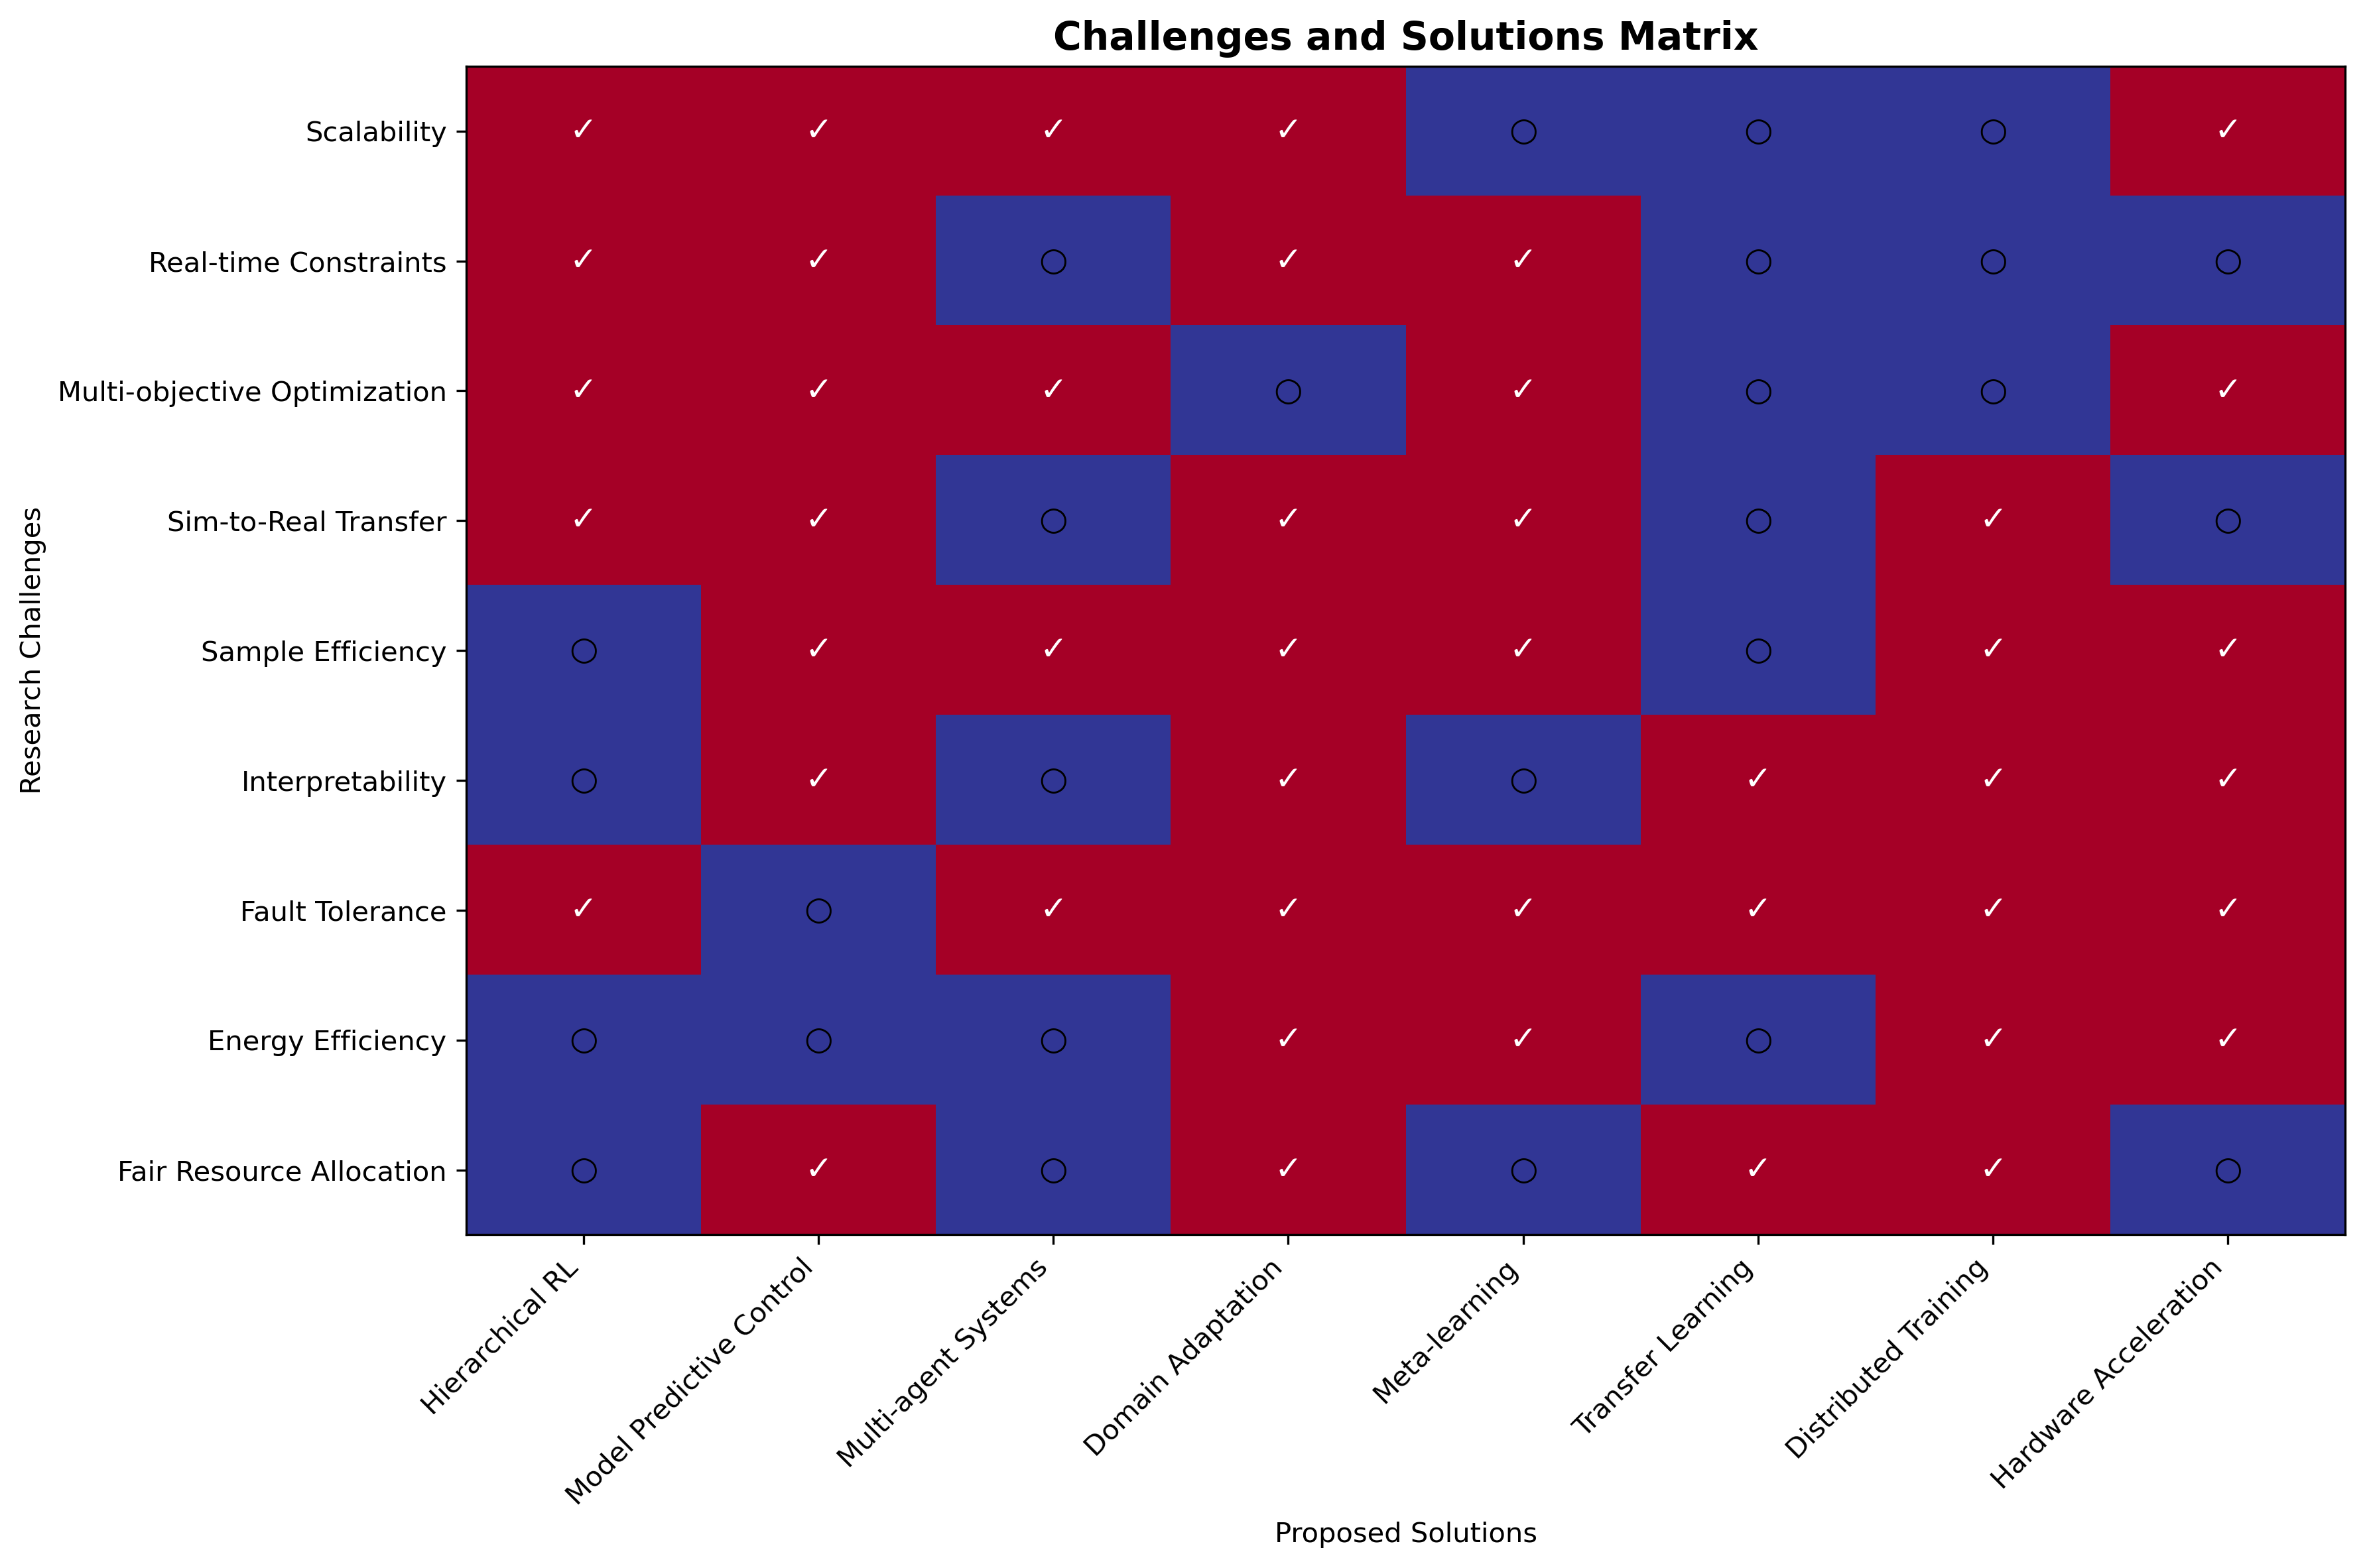 Challenges and Solutions Matrix
Research Challenges
Scalability ✓ ✓ ✓ ✓ ○ ○ ○ ✓
Real-time Constraints ✓ ✓ ○ ✓ ✓ ○ ○ ○
Multi-objective Optimization ✓ ✓ ✓ ○ ✓ ○ ○ ✓
Sim-to-Real Transfer ✓ ✓ ○ ✓ ✓ ○ ✓ ○
Sample Efficiency ○ ✓ ✓ ✓ ✓ ○ ✓ ✓
Interpretability ○ ✓ ○ ✓ ○ ✓ ✓ ✓
Fault Tolerance ✓ ○ ✓ ✓ ✓ ✓ ✓ ✓
Energy Efficiency ○ ○ ○ ✓ ✓ ○ ✓ ✓
Fair Resource Allocation ○ ✓ ○ ✓ ○ ✓ ✓ ○
Hierarchical RL
Model Predictive Control
Multi-agent Systems
Domain Adaptation
Meta-learning
Transfer Learning
Distributed Training
Hardware Acceleration
Proposed Solutions